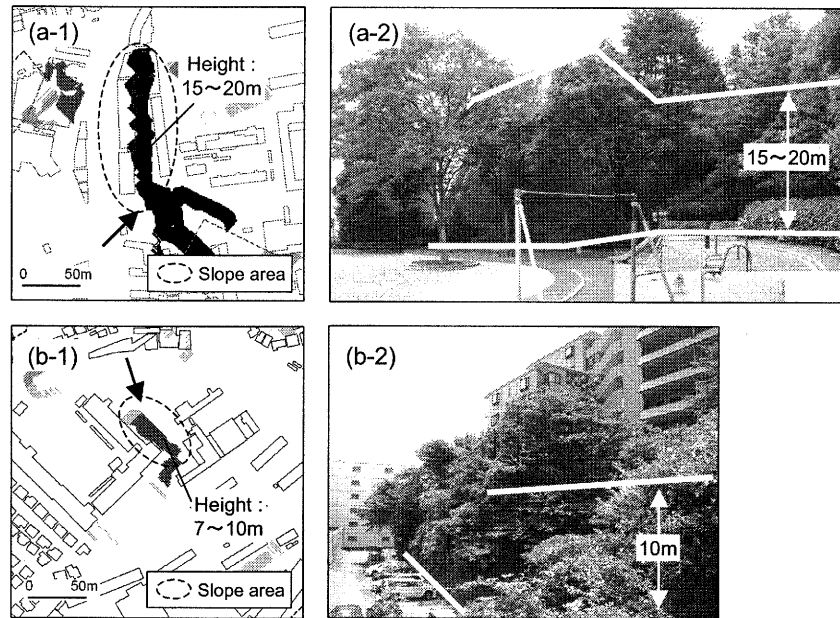 (a-1)
Height :
15～20m
0 50m
Slope area
(a-2)
15～20m
(b-1)
Height :
7～10m
0 50m
Slope area
(b-2)
10m